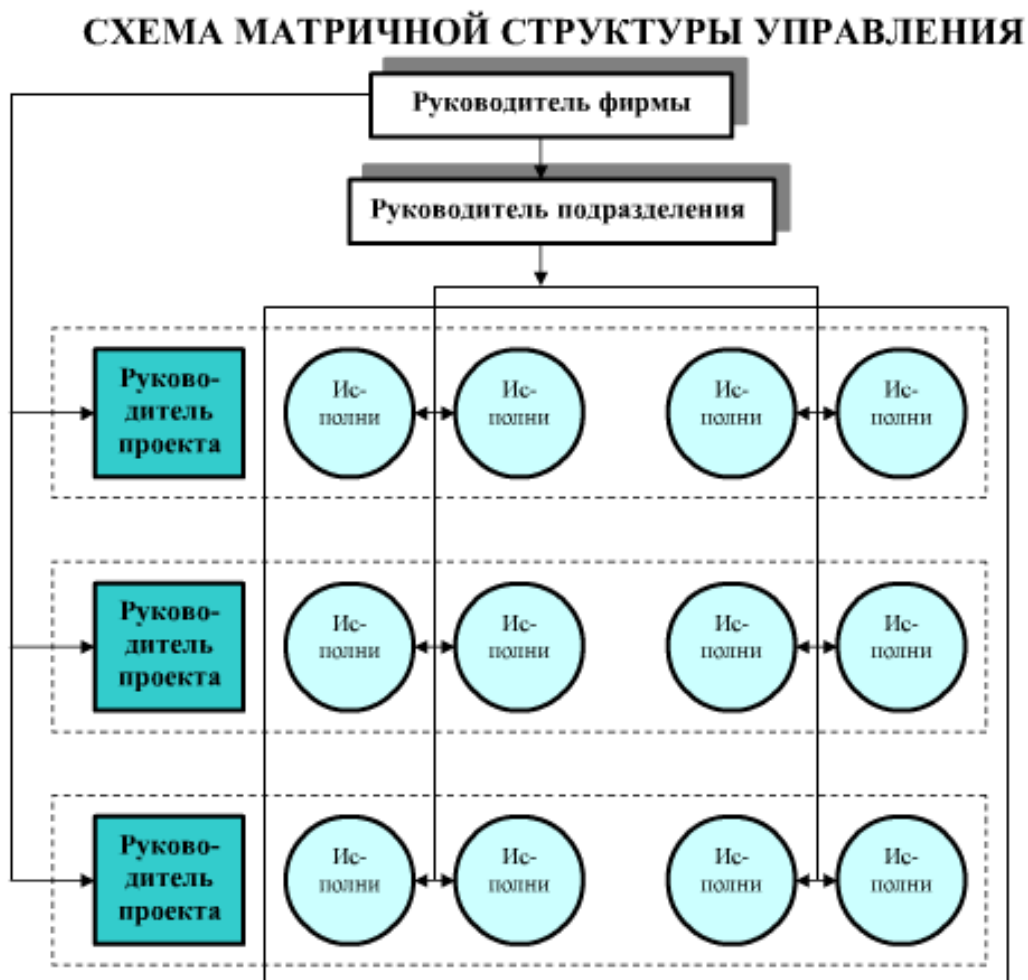 СХЕМА МАТРИЧНОЙ СТРУКТУРЫ УПРАВЛЕНИЯ
Руководитель фирмы
Руководитель подразделения
Руково-
дитель
проекта
Ис-
полни
Ис-
полни
Ис-
полни
Ис-
полни
Руково-
дитель
проекта
Ис-
полни
Ис-
полни
Ис-
полни
Ис-
полни
Руково-
дитель
проекта
Ис-
полни
Ис-
полни
Ис-
полни
Ис-
полни